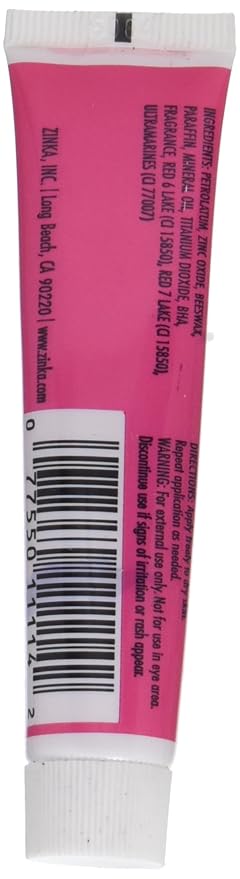 INGREDIENTS: PETROLATUM, ZINC OXIDE, BEESWAX,
PARAFFIN, MINERAL OIL, TITANIUM DIOXIDE, BHA,
FRAGRANCE, RED 6 LAKE (CI 15850), RED 7 LAKE (CI 15850),
ULTRAMARINES (CI 77007)
ZINKA, INC. | Long Beach, CA 90220 | www.zinka.com
DIRECTIONS: Apply freely to dry skin.
Repeat application as needed.
WARNING: For external use only. Not for use in eye area.
Discontinue use if signs of irritation or rash appear.
0 77550 11114 2